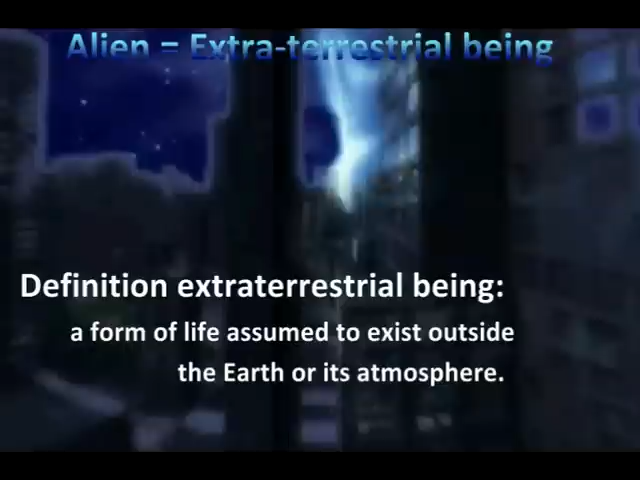 Alien = Extra-terrestrial being
Definition extraterrestrial being:
a form of life assumed to exist outside
the Earth or its atmosphere.